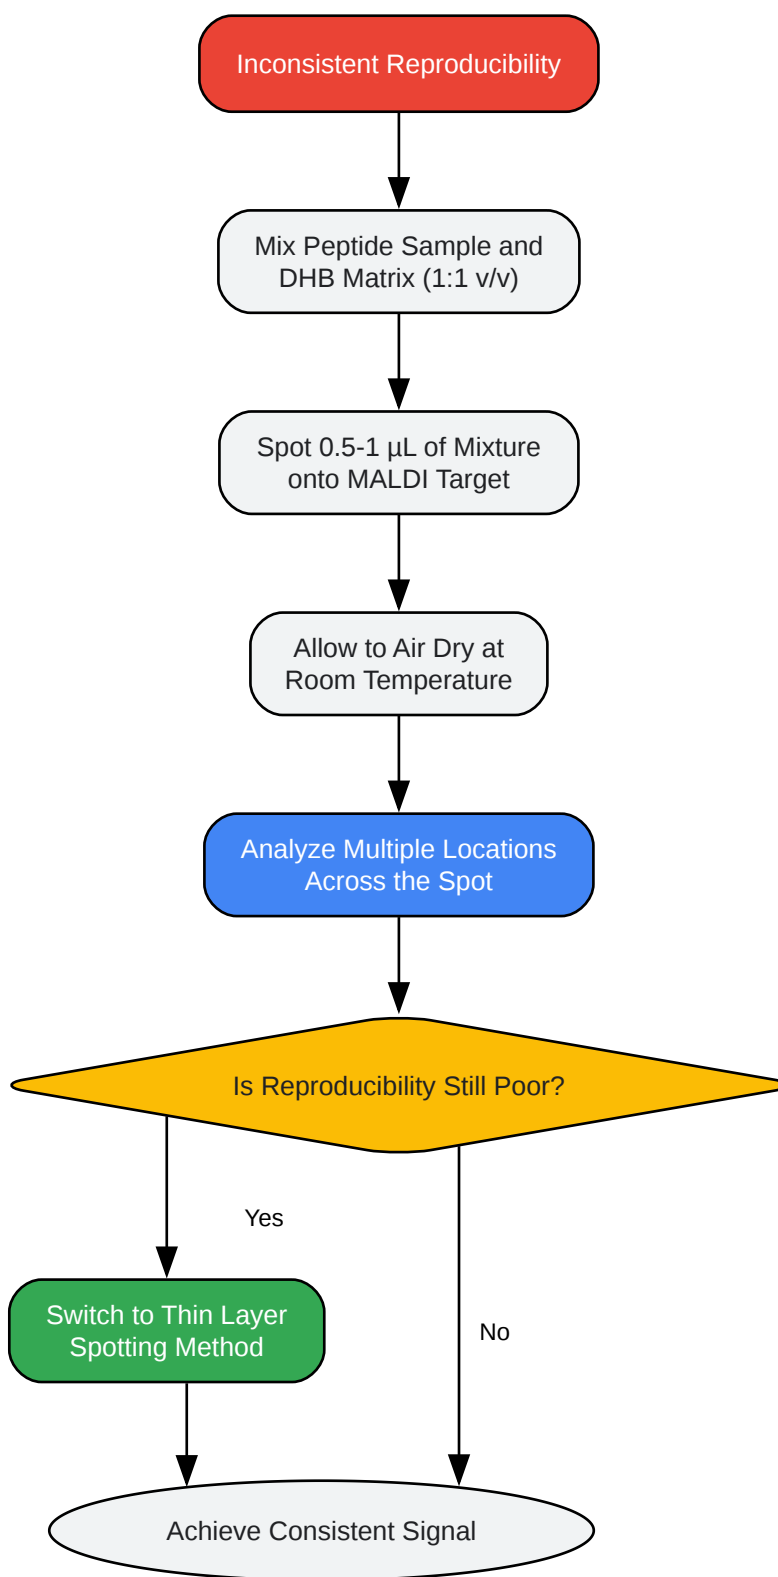 Inconsistent Reproducibility
Mix Peptide Sample and
DHB Matrix (1:1 v/v)
Spot 0.5-1 µL of Mixture
onto MALDI Target
Allow to Air Dry at
Room Temperature
Analyze Multiple Locations
Across the Spot
Is Reproducibility Still Poor?
Yes
Switch to Thin Layer
Spotting Method
No
Achieve Consistent Signal